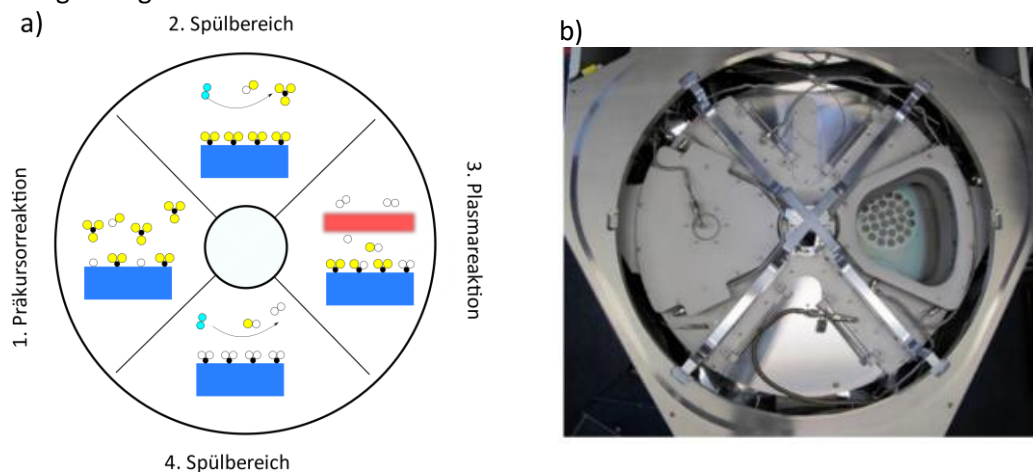 a)
b)
2. Spülbereich
1. Präkursorreaktion
3. Plasmareaktion
4. Spülbereich